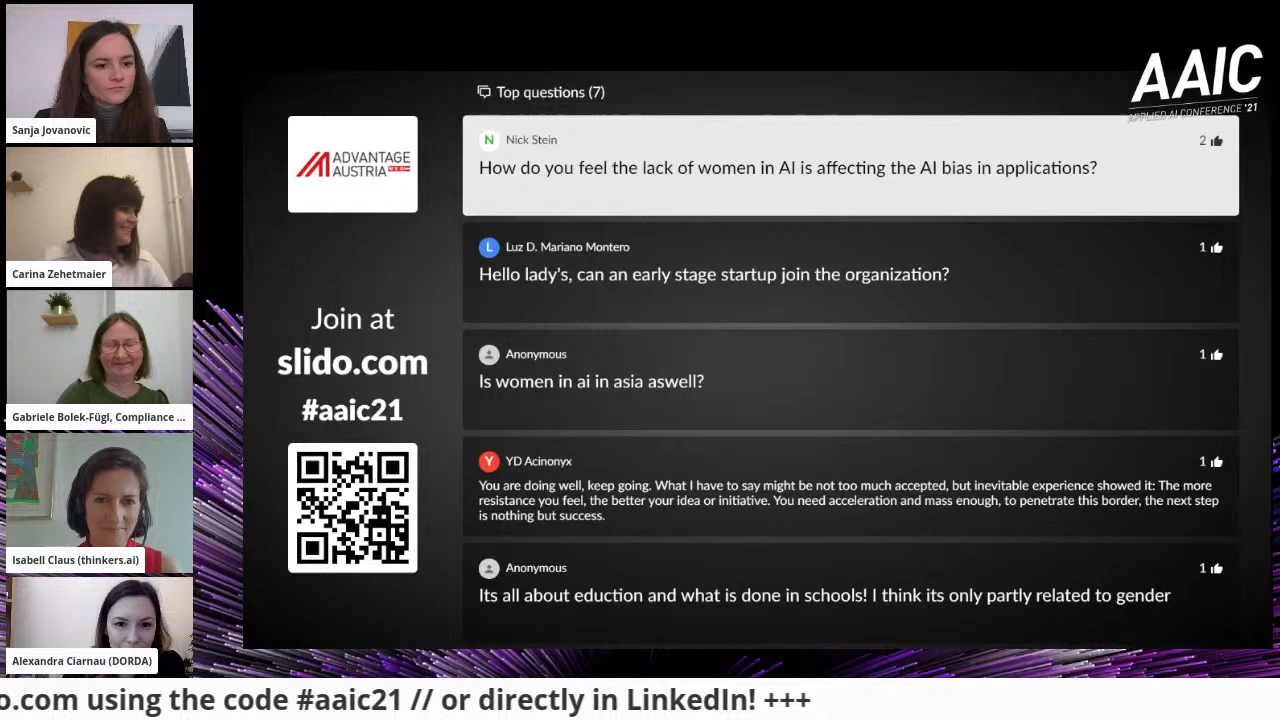 Sanja Jovanovic
Carina Zehetmaier
Gabriele Bolek-Fügl, Compliance ...
Isabell Claus (thinkers.ai)
Alexandra Ciarnau (DORDA)
ADVANTAGE
AUSTRIA
Join at
slido.com
#aaic21
Top questions (7)
N
Nick Stein
2
How do you feel the lack of women in AI is affecting the AI bias in applications?
L
Luz D. Mariano Montero
1
Hello lady's, can an early stage startup join the organization?
Anonymous
1
Is women in ai in asia aswell?
Y
YD Acinonyx
1
You are doing well, keep going. What I have to say might be not too much accepted, but inevitable experience showed it: The more
resistance you feel, the better your idea or initiative. You need acceleration and mass enough, to penetrate this border, the next step
is nothing but success.
Anonymous
1
Its all about eduction and what is done in schools! I think its only partly related to gender
AAIC
APPLIED AI CONFERENCE '21
o.com using the code #aaic21 // or directly in LinkedIn! +++